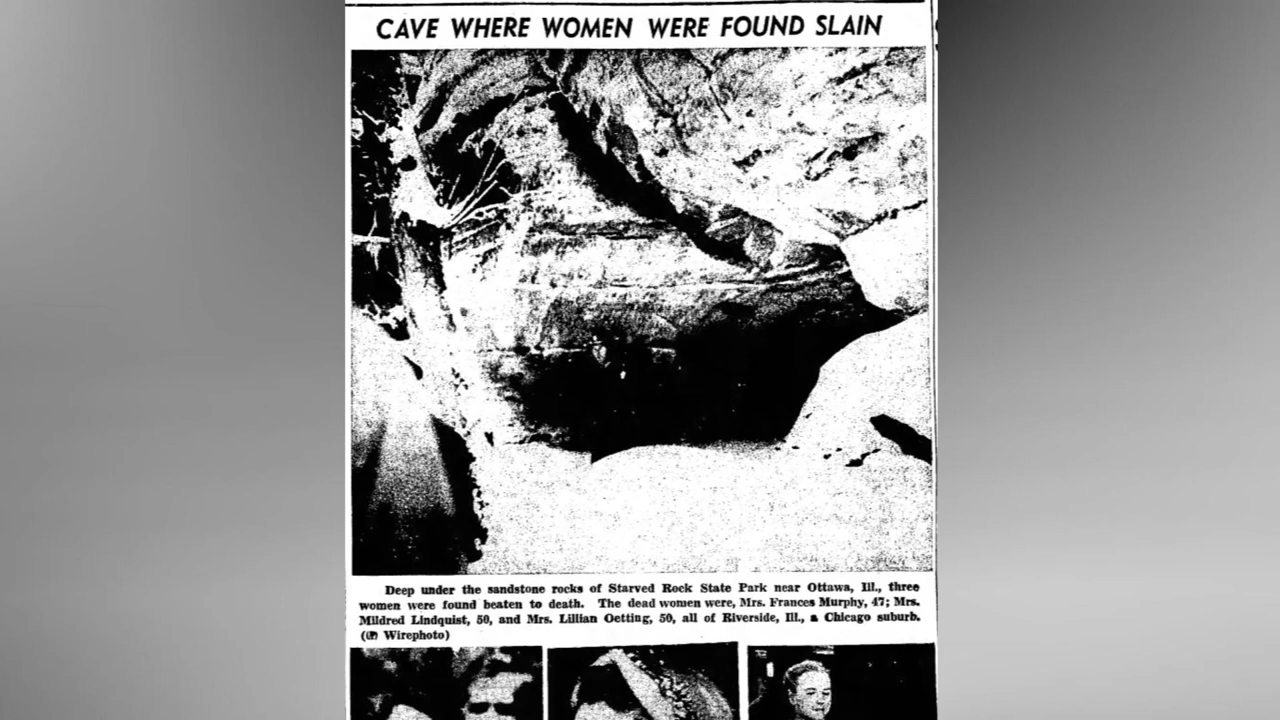 CAVE WHERE WOMEN WERE FOUND SLAIN
Deep under the sandstone rocks of Starved Rock State Park near Ottawa, Ill., three
women were found beaten to death. The dead women were, Mrs. Frances Murphy, 47; Mrs.
Mildred Lindquist, 50, and Mrs. Lillian Oetting, 50, all of Riverside, Ill., a Chicago suburb.
(AP Wirephoto)